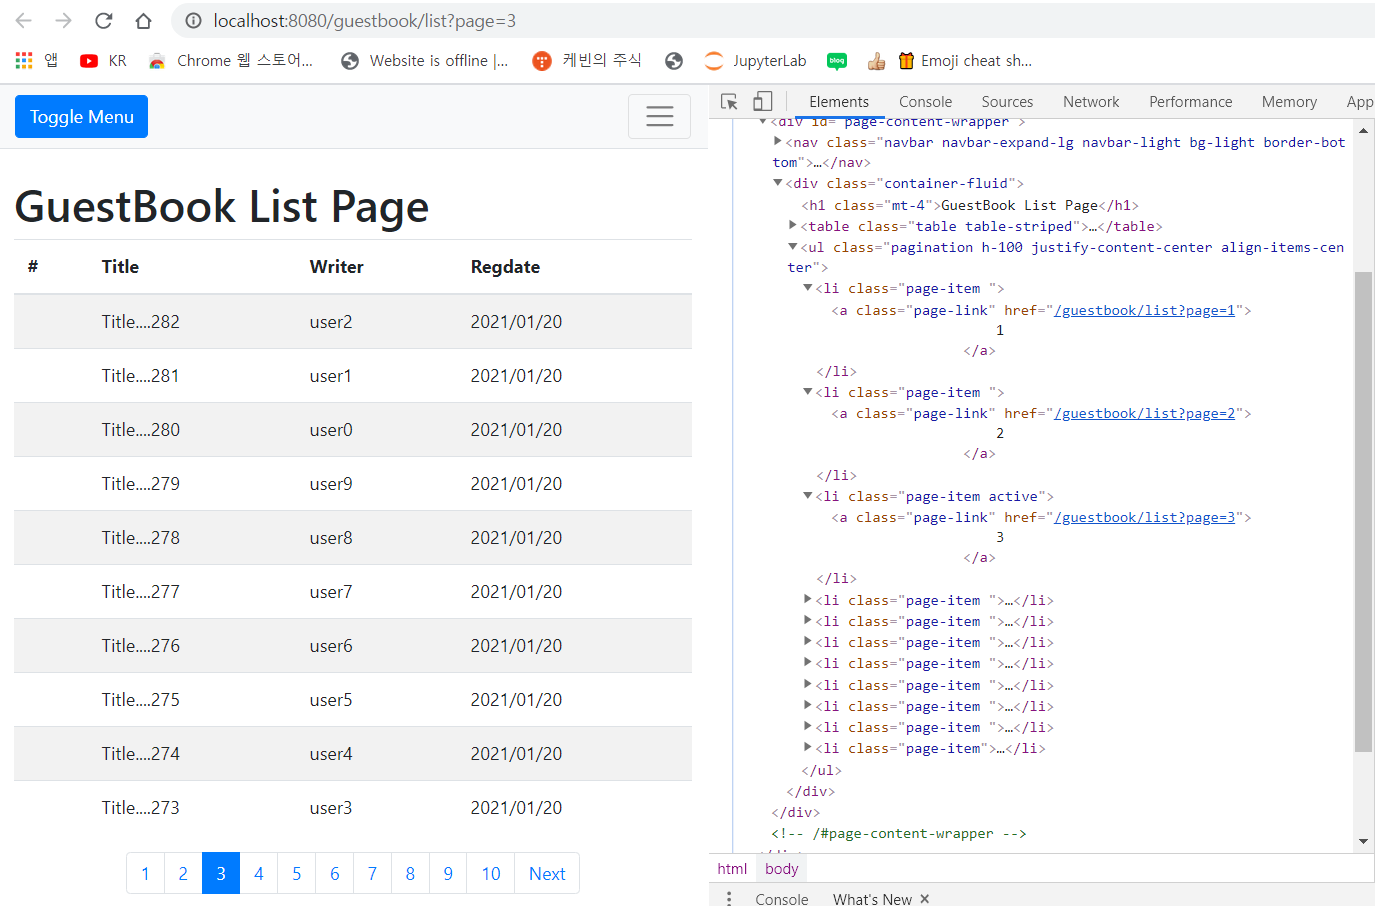 localhost:8080/guestbook/list?page=3
앱 KR Chrome 웹 스토어... Website is offline |... 케빈의 주식 JupyterLab blog Emoji cheat sh...
Toggle Menu
GuestBook List Page
# Title Writer Regdate
Title....282 user2 2021/01/20
Title....281 user1 2021/01/20
Title....280 user0 2021/01/20
Title....279 user9 2021/01/20
Title....278 user8 2021/01/20
Title....277 user7 2021/01/20
Title....276 user6 2021/01/20
Title....275 user5 2021/01/20
Title....274 user4 2021/01/20
Title....273 user3 2021/01/20
1 2 3 4 5 6 7 8 9 10 Next
Elements Console Sources Network Performance Memory App
<div id="page-content-wrapper">
<nav class="navbar navbar-expand-lg navbar-light bg-light border-bot
tom">…</nav>
<div class="container-fluid">
<h1 class="mt-4">GuestBook List Page</h1>
<table class="table table-striped">…</table>
<ul class="pagination h-100 justify-content-center align-items-cen
ter">
<li class="page-item ">
<a class="page-link" href="/guestbook/list?page=1">
1
</a>
</li>
<li class="page-item ">
<a class="page-link" href="/guestbook/list?page=2">
2
</a>
</li>
<li class="page-item active">
<a class="page-link" href="/guestbook/list?page=3">
3
</a>
</li>
<li class="page-item ">…</li>
<li class="page-item ">…</li>
<li class="page-item ">…</li>
<li class="page-item ">…</li>
<li class="page-item ">…</li>
<li class="page-item ">…</li>
<li class="page-item ">…</li>
<li class="page-item">…</li>
</ul>
</div>
</div>
<!-- /#page-content-wrapper -->
</div>
html body
Console What's New ×